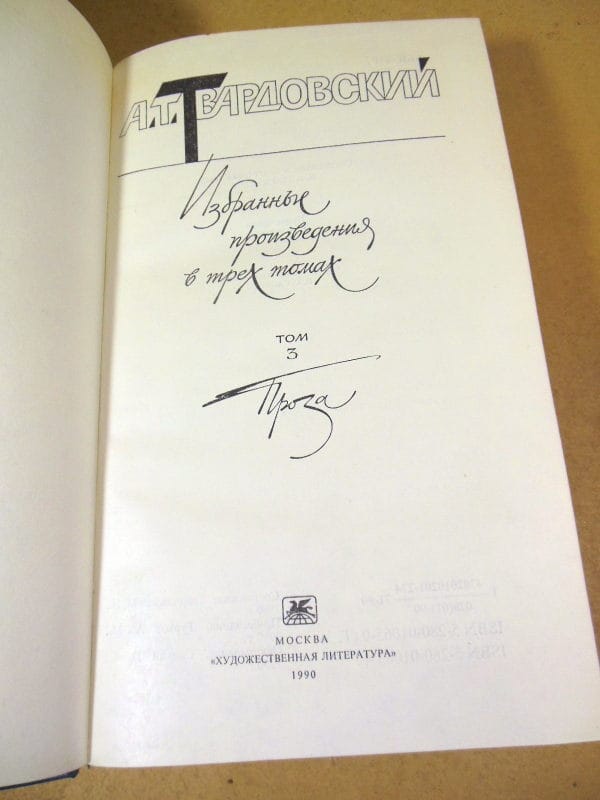 А.Т.ТВАРДОВСКИЙ
Избранные
произведения
в трех томах
ТОМ
3
Проза
МОСКВА
«ХУДОЖЕСТВЕННАЯ ЛИТЕРАТУРА»
1990